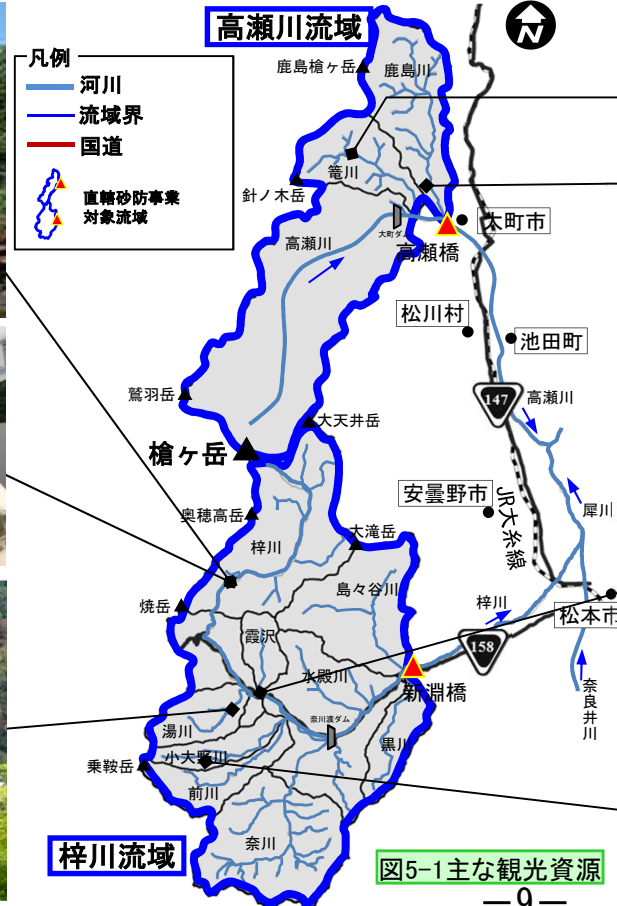 高瀬川流域
N
凡例
河川
流域界
国道
直轄砂防事業
対象流域
鹿島槍ヶ岳
鹿島川
籠川
針ノ木岳
大町ダム
大町市
高瀬川
高瀬橋
松川村
池田町
147
高瀬川
鷲羽岳
大天井岳
槍ヶ岳
安曇野市
JR大糸線
犀川
奥穂高岳
大滝岳
梓川
島々谷川
焼岳
梓川
松本市
霞沢
158
水殿川
新淵橋
奈良井川
奈川渡ダム
湯川
黒川
小大野川
乗鞍岳
前川
奈川
梓川流域
図5-1主な観光資源
―9―